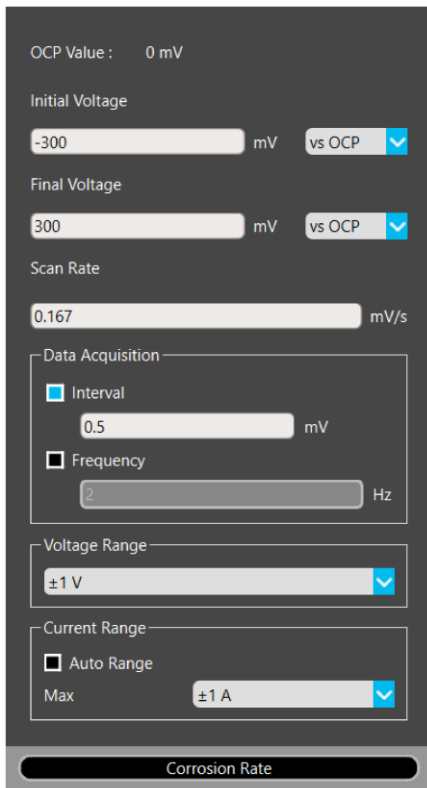 OCP Value :   0 mV
Initial Voltage
-300 mV vs OCP
Final Voltage
300 mV vs OCP
Scan Rate
0.167 mV/s
Data Acquisition
Interval
0.5 mV
Frequency
2 Hz
Voltage Range
±1 V
Current Range
Auto Range
Max ±1 A
Corrosion Rate